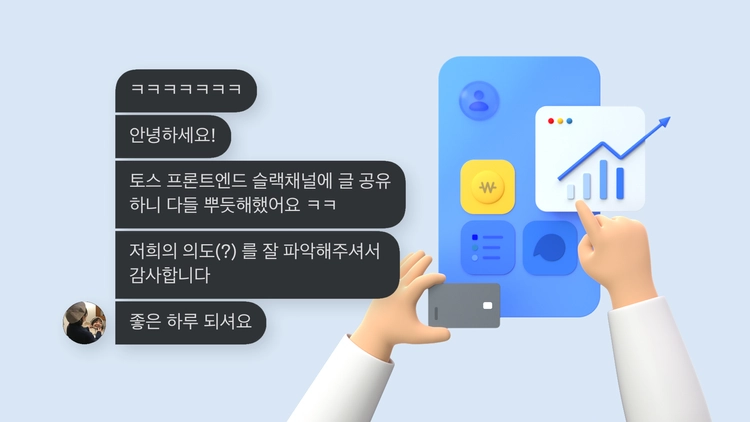 ㅋㅋㅋㅋㅋㅋㅋ
안녕하세요!
토스 프론트엔드 슬랙채널에 글 공유
하니 다들 뿌듯해했어요 ㅋㅋ
저희의 의도(?) 를 잘 파악해주셔서
감사합니다
좋은 하루 되셔요
₩